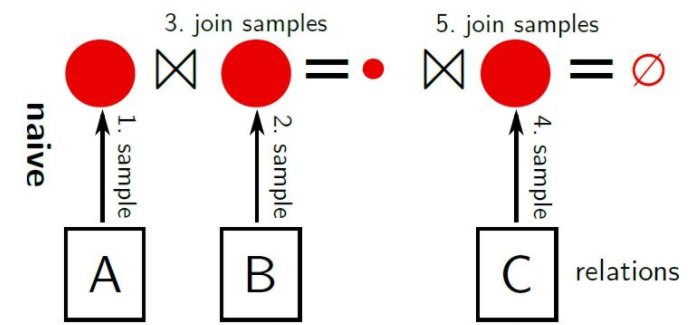 3. join samples
5. join samples
⋈ = ⋈ = ∅
naive
1. sample
2. sample
4. sample
A
B
C
relations